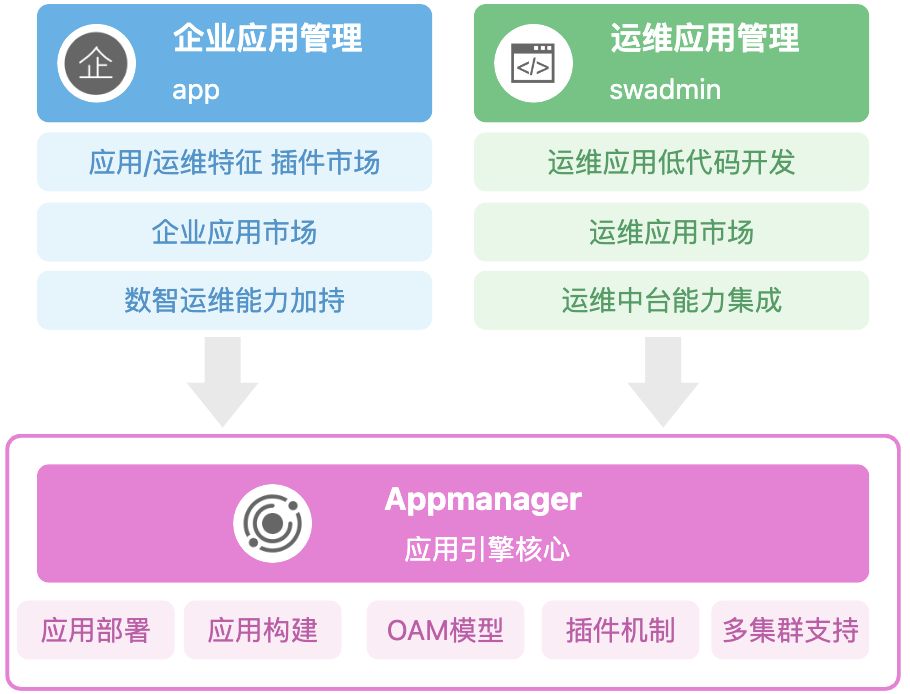 企
企业应用管理
app
应用/运维特征 插件市场
企业应用市场
数智运维能力加持
</>
运维应用管理
swadmin
运维应用低代码开发
运维应用市场
运维中台能力集成
Appmanager
应用引擎核心
应用部署
应用构建
OAM模型
插件机制
多集群支持